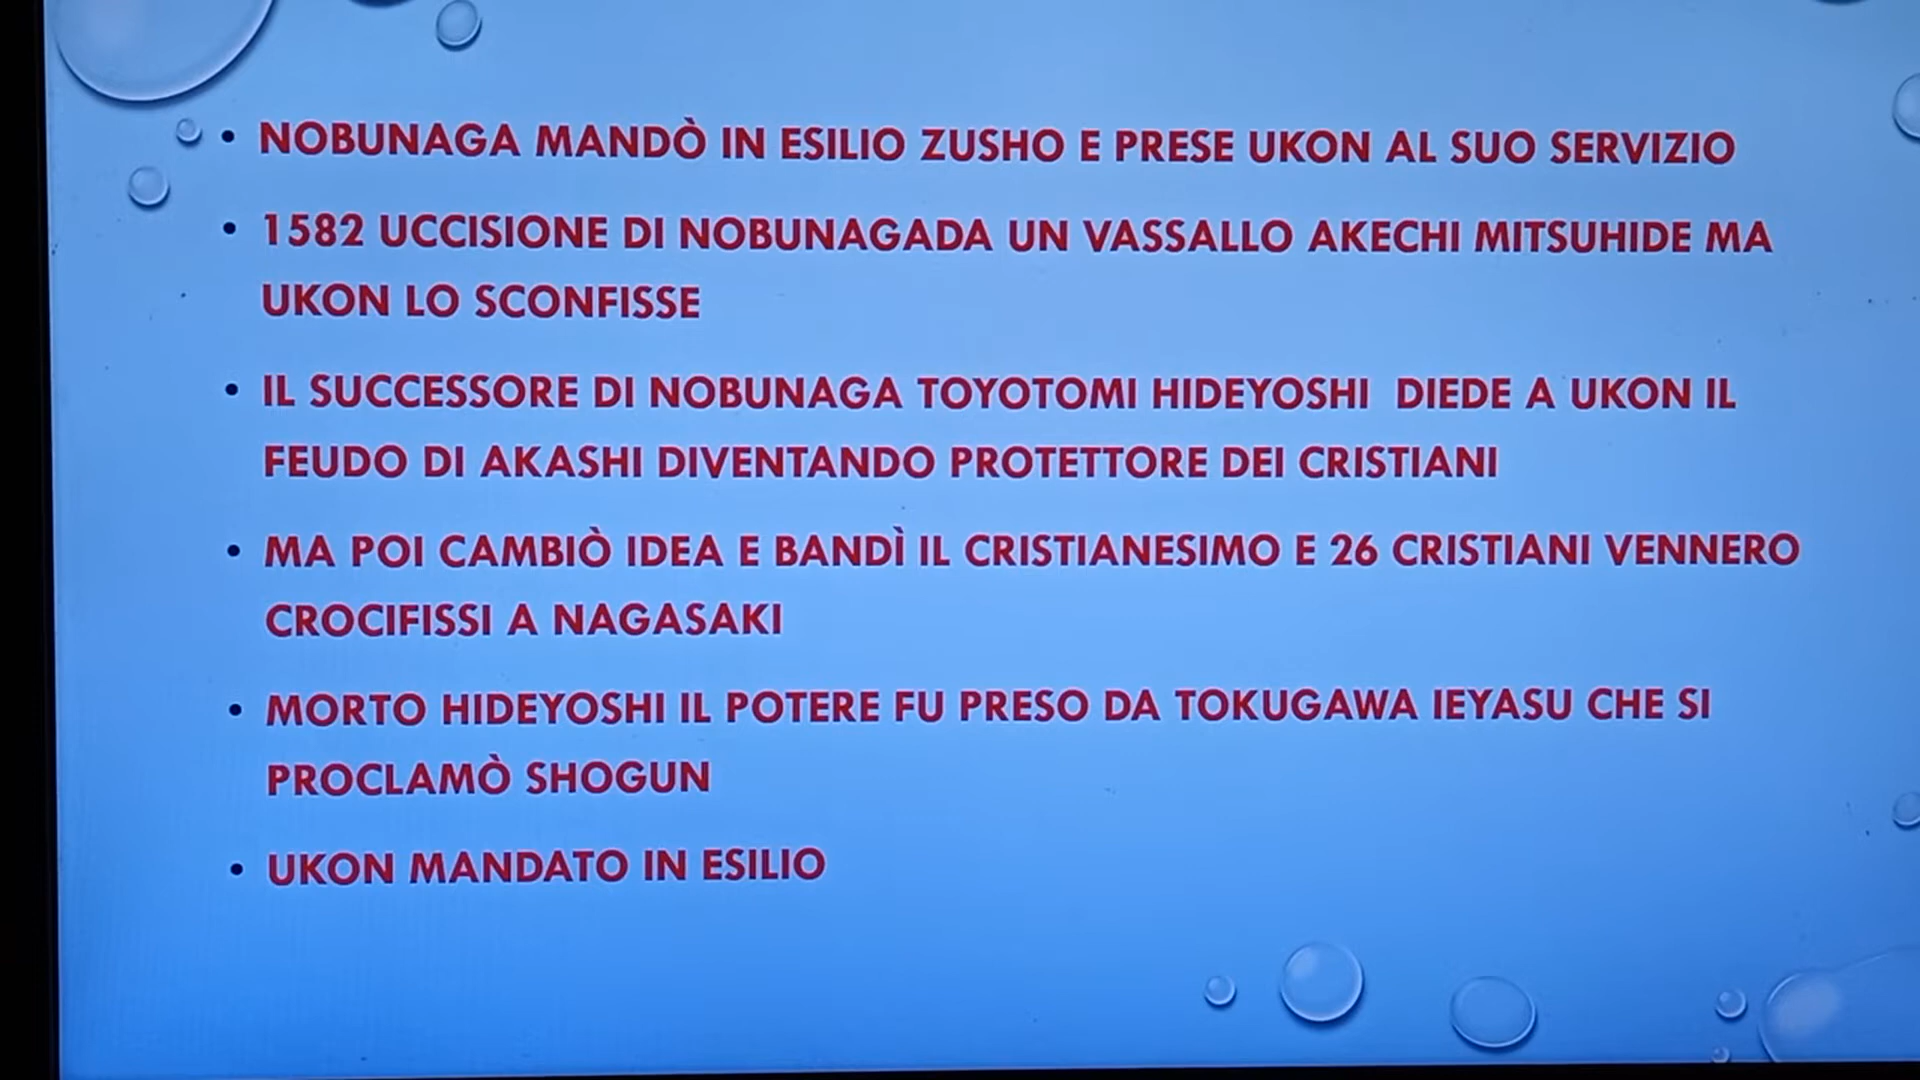 • NOBUNAGA MANDÒ IN ESILIO ZUSHO E PRESE UKON AL SUO SERVIZIO
• 1582 UCCISIONE DI NOBUNAGADA UN VASSALLO AKECHI MITSUHIDE MA
UKON LO SCONFISSE
• IL SUCCESSORE DI NOBUNAGA TOYOTOMI HIDEYOSHI DIEDE A UKON IL
FEUDO DI AKASHI DIVENTANDO PROTETTORE DEI CRISTIANI
• MA POI CAMBIÒ IDEA E BANDÌ IL CRISTIANESIMO E 26 CRISTIANI VENNERO
CROCIFISSI A NAGASAKI
• MORTO HIDEYOSHI IL POTERE FU PRESO DA TOKUGAWA IEYASU CHE SI
PROCLAMÒ SHOGUN
• UKON MANDATO IN ESILIO